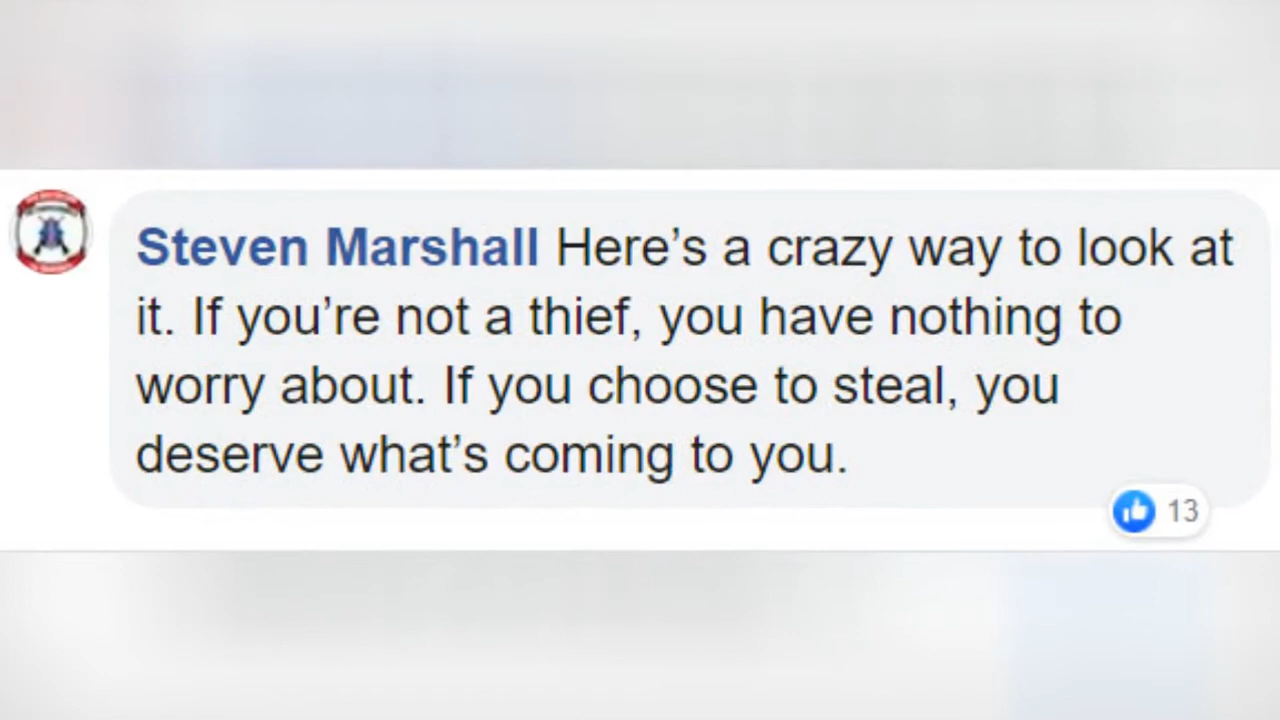 Steven Marshall Here’s a crazy way to look at
it. If you’re not a thief, you have nothing to
worry about. If you choose to steal, you
deserve what’s coming to you.
13